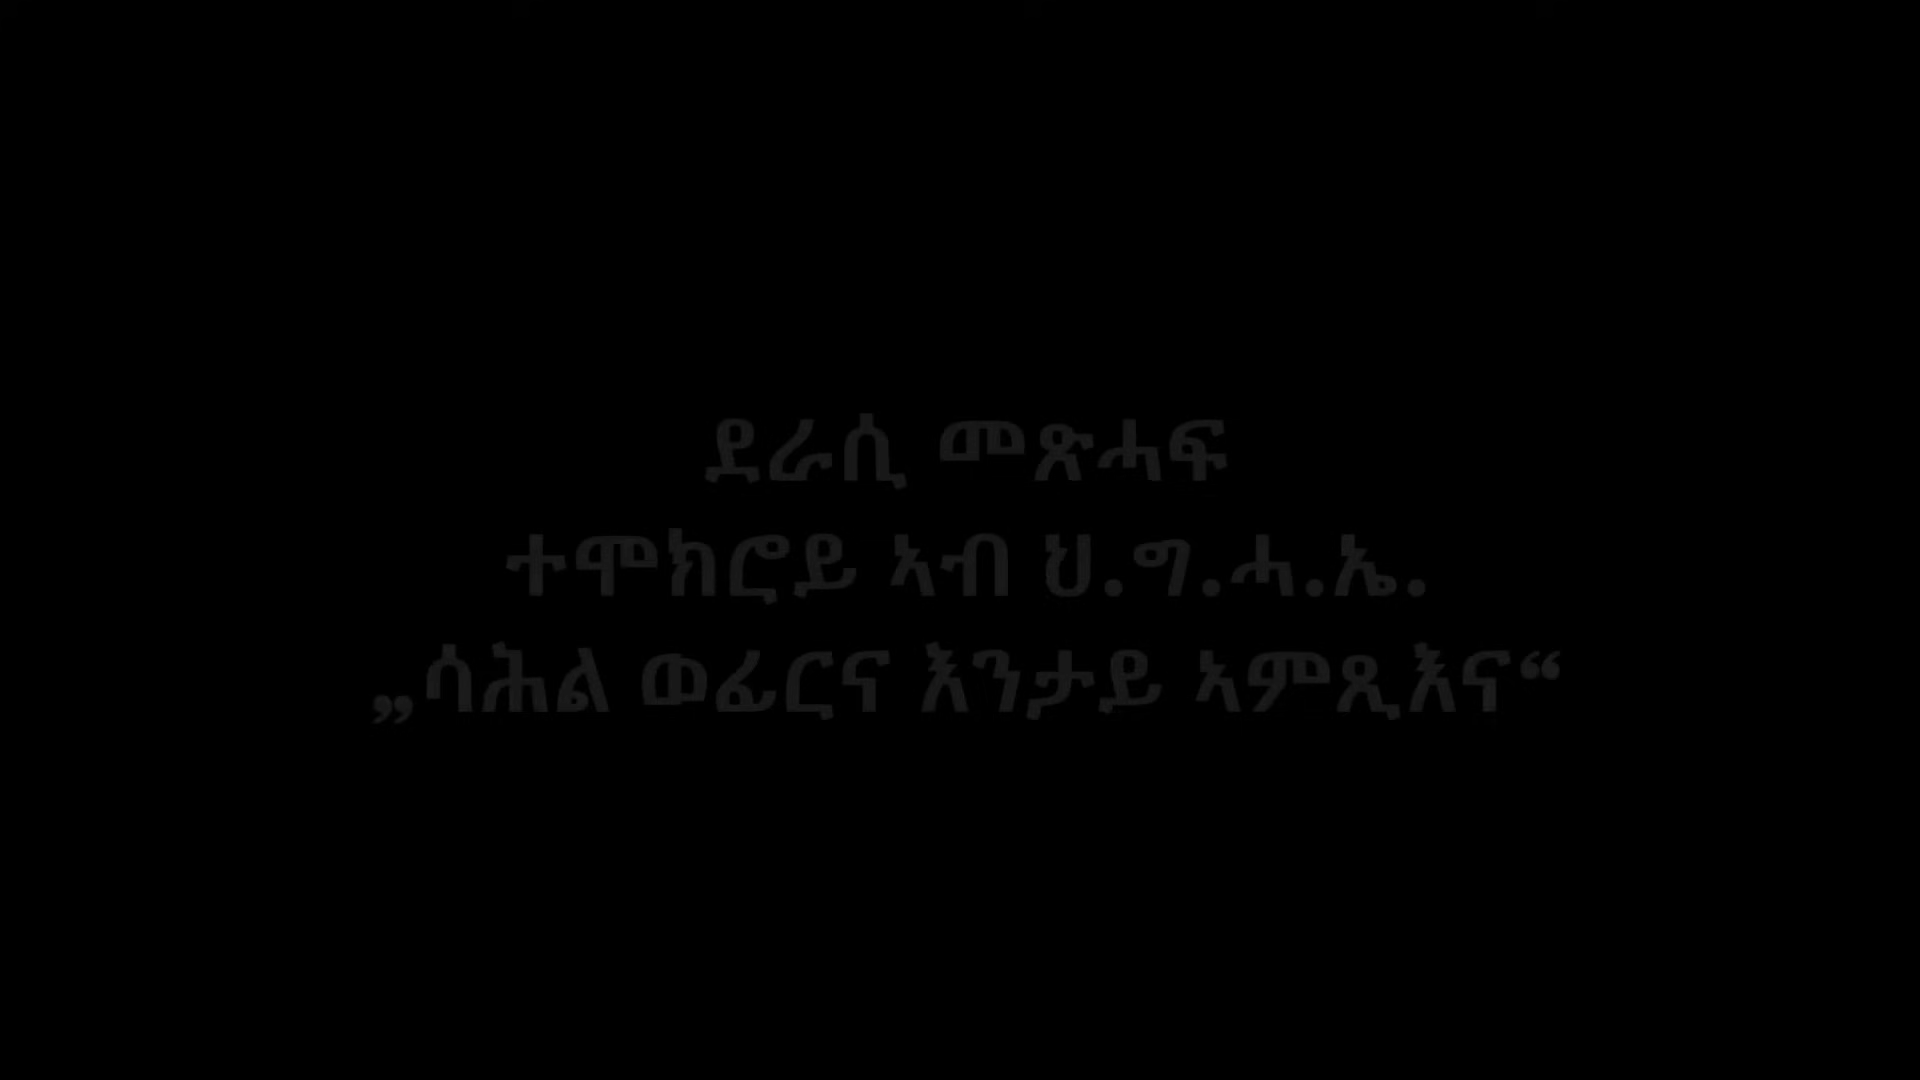 ደራሲ መጽሓፍ
ተሞክሮይ ኣብ ህ.ግ.ሓ.ኤ.
„ሳሕል ወፊርና እንታይ ኣምጺእና“